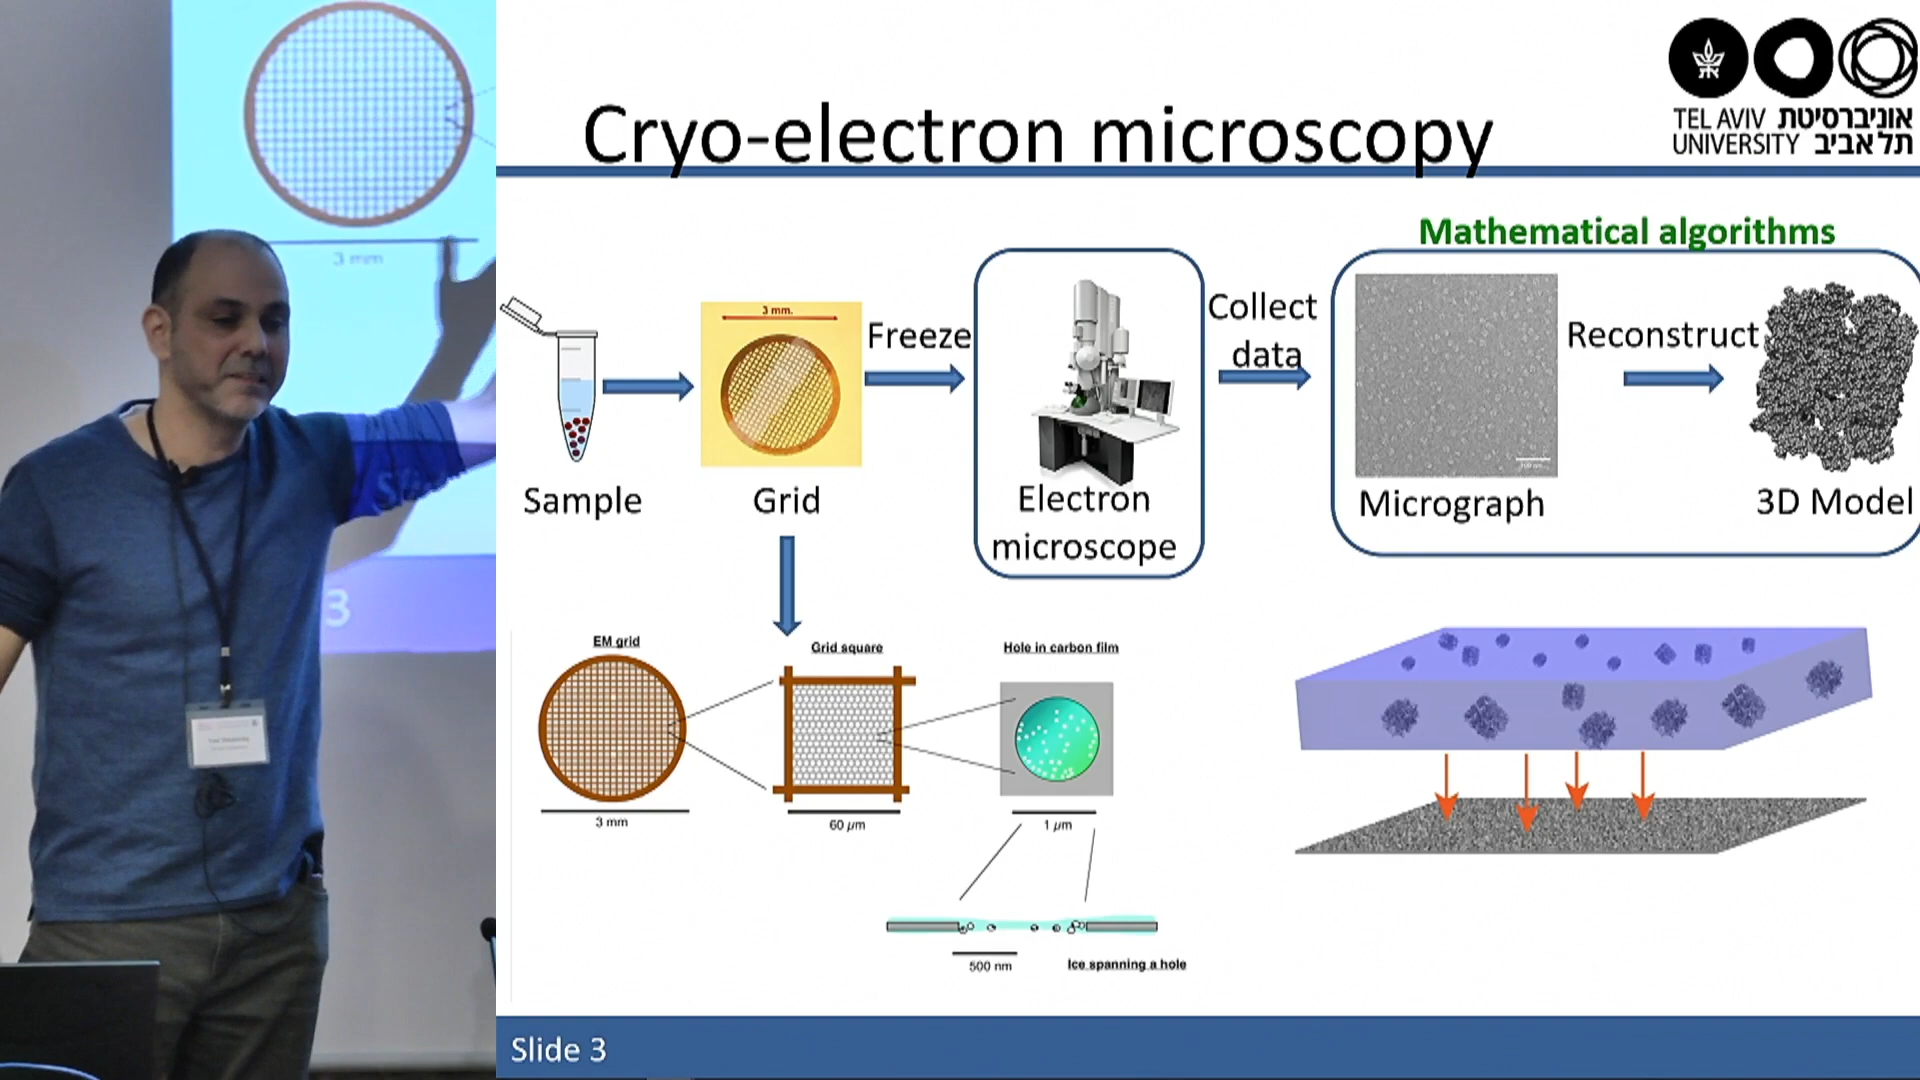 Cryo-electron microscopy
TEL AVIV אוניברסיטת
UNIVERSITY תל אביב
Mathematical algorithms
3 mm.
Freeze
Collect
data
Reconstruct
Sample
Grid
Electron
microscope
Micrograph
3D Model
EM grid
Grid square
Hole in carbon film
3 mm
60 µm
1 µm
500 nm
Ice spanning a hole
Slide 3
3 mm
3